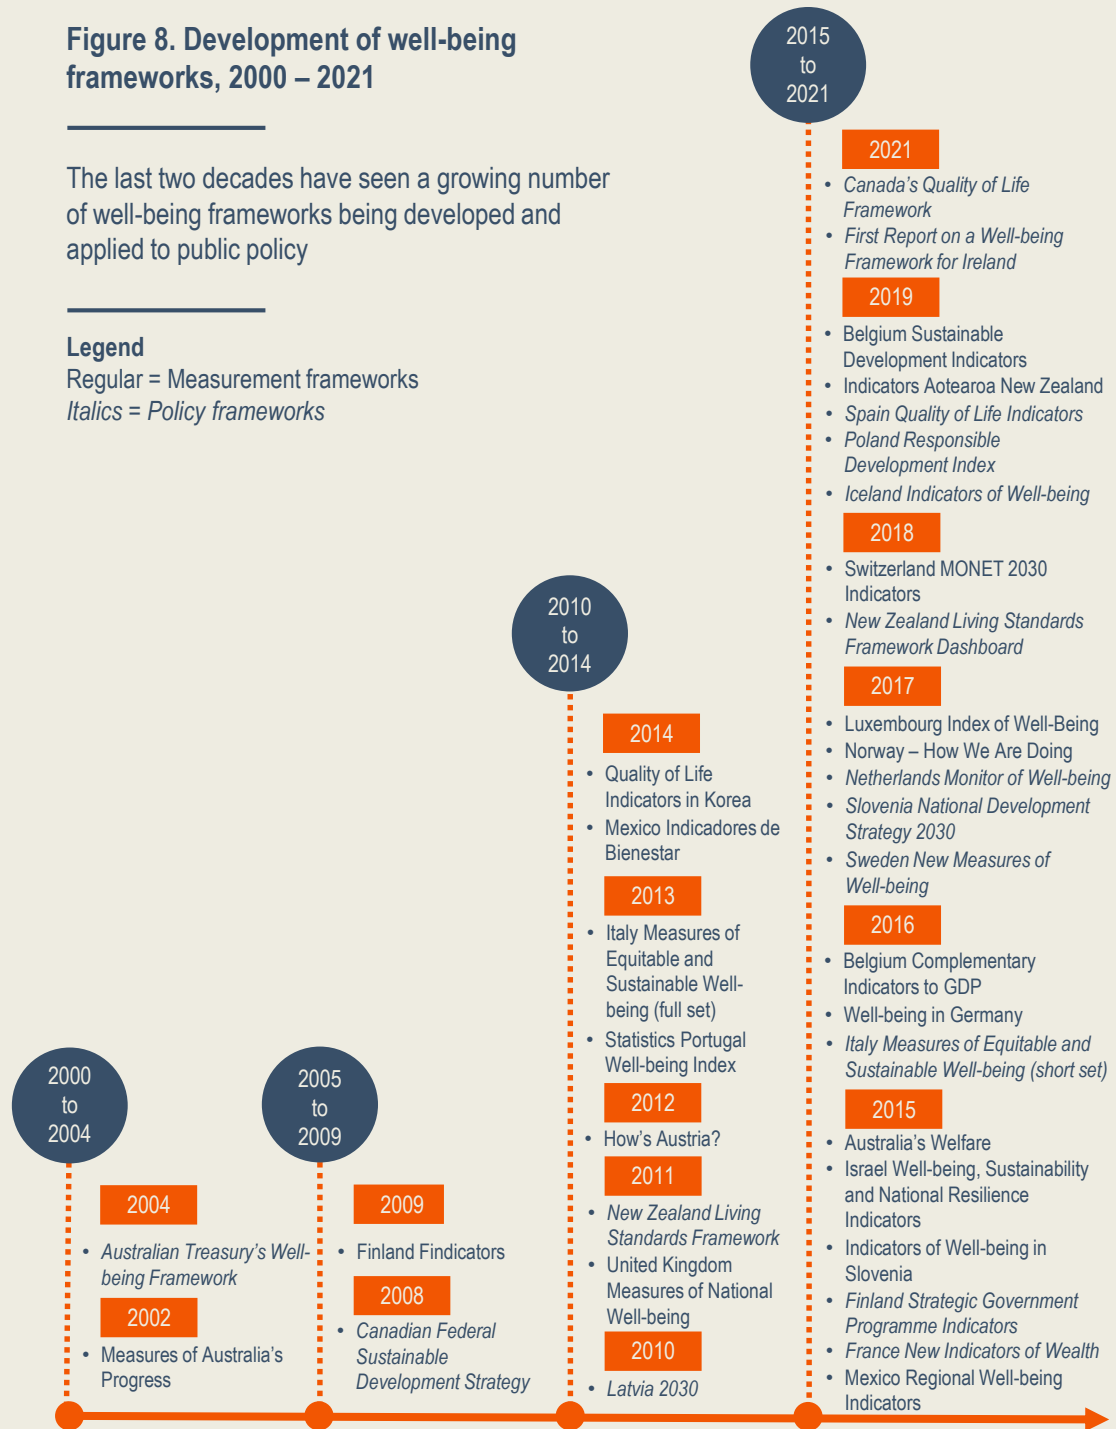 Figure 8. Development of well-being
frameworks, 2000 – 2021
The last two decades have seen a growing number
of well-being frameworks being developed and
applied to public policy
Legend
Regular = Measurement frameworks
Italics = Policy frameworks
2000
to
2004
2004
• Australian Treasury's Well-
being Framework
2002
• Measures of Australia's
Progress
2005
to
2009
2009
• Finland Findicators
2008
• Canadian Federal
Sustainable
Development Strategy
2010
to
2014
2014
• Quality of Life
Indicators in Korea
• Mexico Indicadores de
Bienestar
2013
• Italy Measures of
Equitable and
Sustainable Well-
being (full set)
• Statistics Portugal
Well-being Index
2012
• How's Austria?
2011
• New Zealand Living
Standards Framework
• United Kingdom
Measures of National
Well-being
2010
• Latvia 2030
2015
to
2021
2021
• Canada's Quality of Life
Framework
• First Report on a Well-being
Framework for Ireland
2019
• Belgium Sustainable
Development Indicators
• Indicators Aotearoa New Zealand
• Spain Quality of Life Indicators
• Poland Responsible
Development Index
• Iceland Indicators of Well-being
2018
• Switzerland MONET 2030
Indicators
• New Zealand Living Standards
Framework Dashboard
2017
• Luxembourg Index of Well-Being
• Norway – How We Are Doing
• Netherlands Monitor of Well-being
• Slovenia National Development
Strategy 2030
• Sweden New Measures of
Well-being
2016
• Belgium Complementary
Indicators to GDP
• Well-being in Germany
• Italy Measures of Equitable and
Sustainable Well-being (short set)
2015
• Australia's Welfare
• Israel Well-being, Sustainability
and National Resilience
Indicators
• Indicators of Well-being in
Slovenia
• Finland Strategic Government
Programme Indicators
• France New Indicators of Wealth
• Mexico Regional Well-being
Indicators